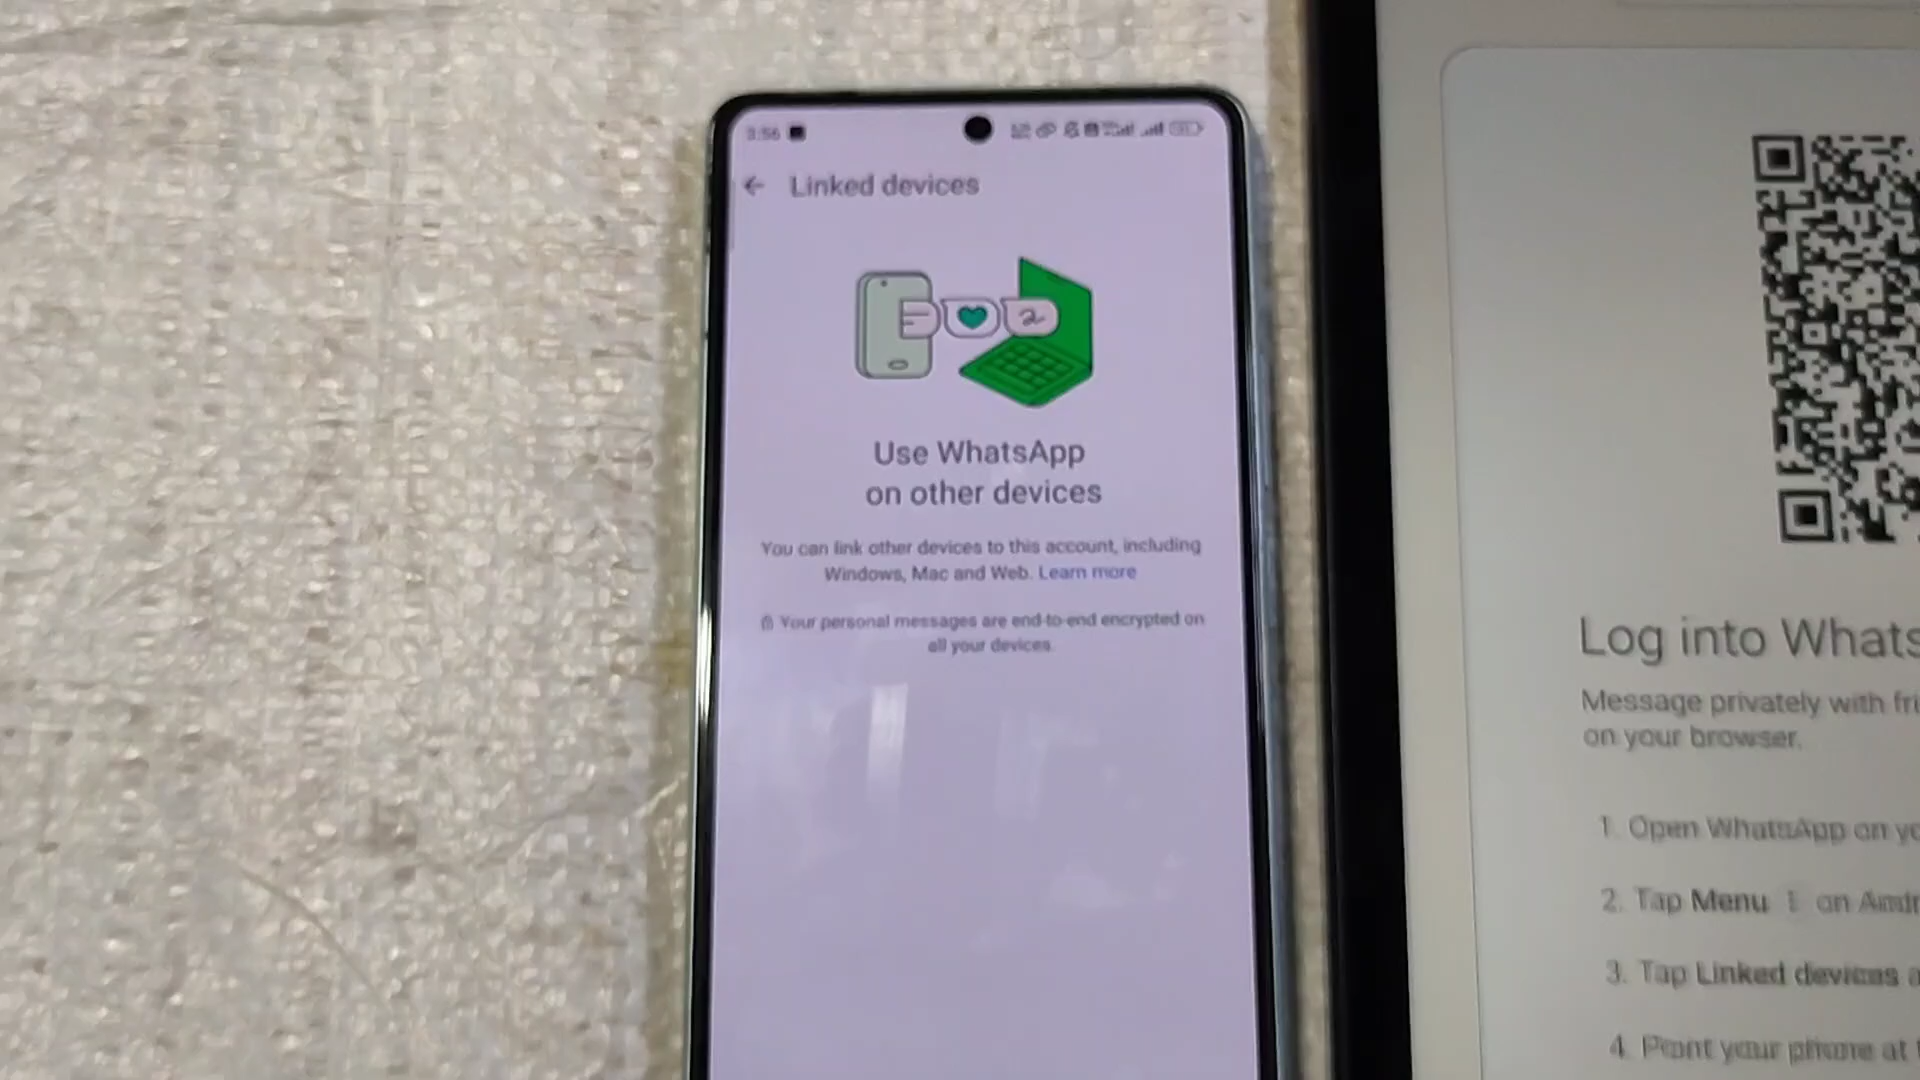 3:56
Linked devices
Use WhatsApp
on other devices
You can link other devices to this account, including
Windows, Mac and Web. Learn more
Your personal messages are end-to-end encrypted on
all your devices.
Log into Whats
Message privately with fri
on your browser.
1. Open WhatsApp on yo
2. Tap Menu on Andr
3. Tap Linked devices a
4. Point your phone at t